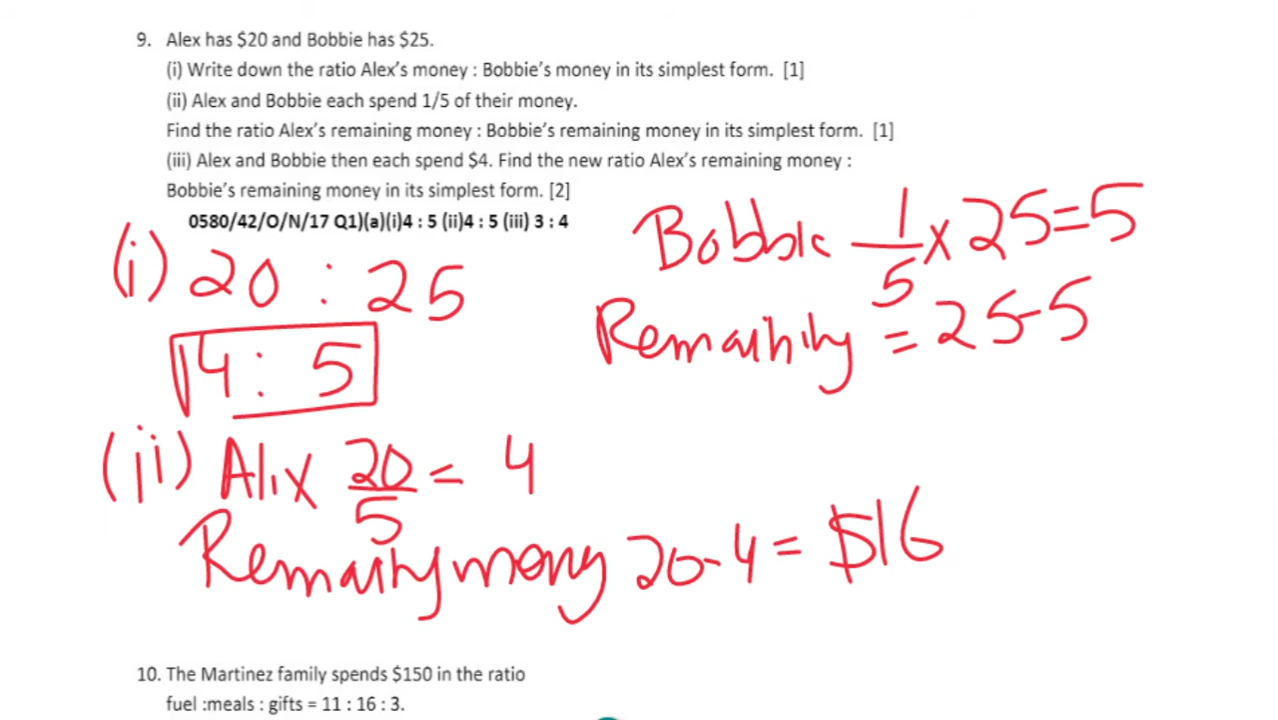 9. Alex has $20 and Bobbie has $25.
(i) Write down the ratio Alex's money : Bobbie's money in its simplest form. [1]
(ii) Alex and Bobbie each spend 1/5 of their money.
Find the ratio Alex's remaining money : Bobbie's remaining money in its simplest form. [1]
(iii) Alex and Bobbie then each spend $4. Find the new ratio Alex's remaining money :
Bobbie's remaining money in its simplest form. [2]
0580/42/O/N/17 Q1)(a)(i)4 : 5 (ii)4 : 5 (iii) 3 : 4
(i) 20 : 25
4 : 5
(ii) Alex 20/5 = 4
Remaining money 20-4 = $16
Bobbie 1/5 x 25=5
Remaining = 25-5
10. The Martinez family spends $150 in the ratio
fuel :meals : gifts = 11 : 16 : 3.